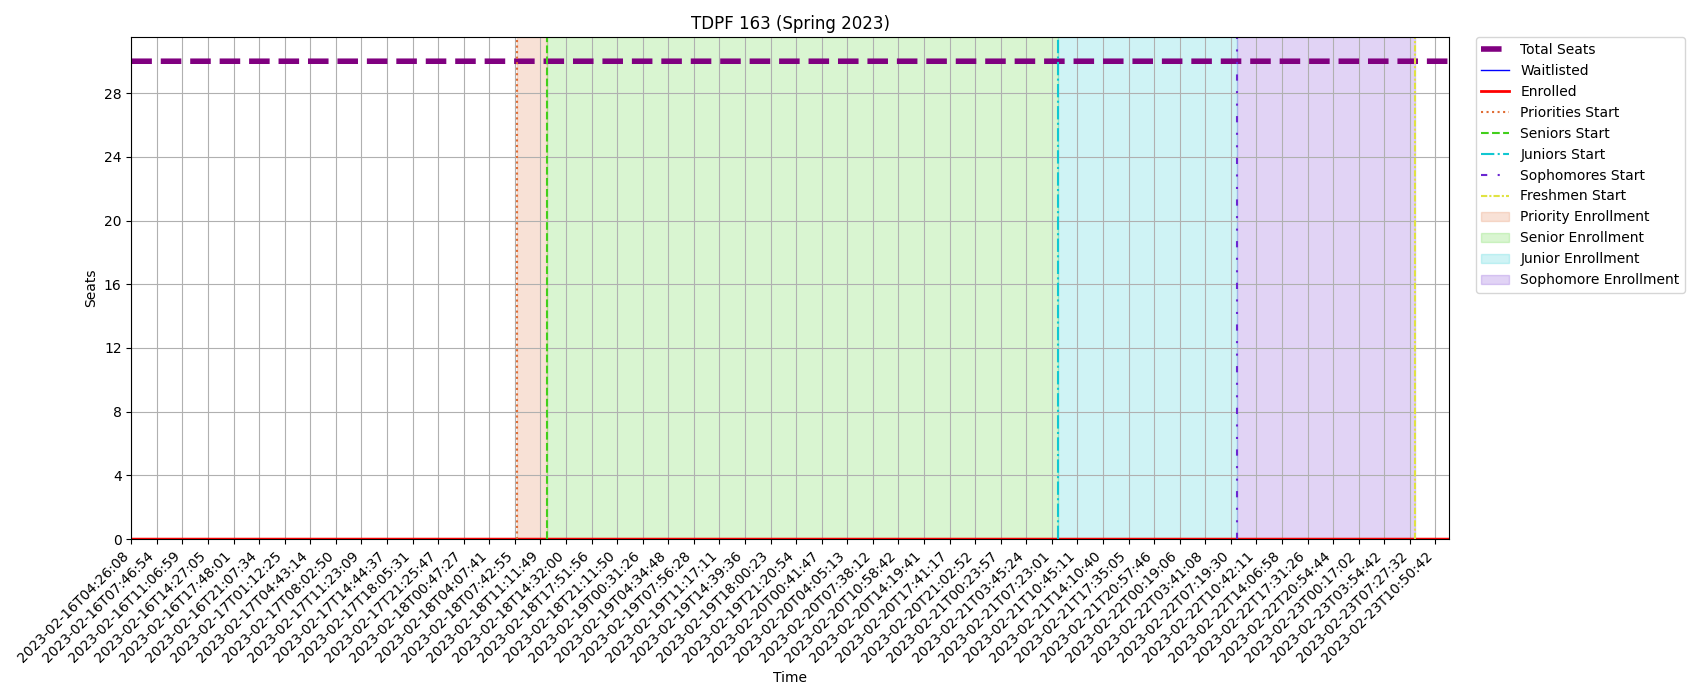 TDPF 163 (Spring 2023)
Total Seats
Waitlisted
Enrolled
Priorities Start
Seniors Start
Juniors Start
Sophomores Start
Freshmen Start
Priority Enrollment
Senior Enrollment
Junior Enrollment
Sophomore Enrollment
Seats
28
24
20
16
12
8
4
0
2023-02-16T04:26:08
2023-02-16T07:46:54
2023-02-16T11:06:59
2023-02-16T14:27:05
2023-02-16T17:48:01
2023-02-16T21:07:34
2023-02-17T01:12:25
2023-02-17T04:43:14
2023-02-17T08:02:50
2023-02-17T11:23:09
2023-02-17T14:44:37
2023-02-17T18:05:31
2023-02-17T21:25:47
2023-02-18T00:47:27
2023-02-18T04:07:41
2023-02-18T07:42:55
2023-02-18T11:11:49
2023-02-18T14:32:00
2023-02-18T17:51:56
2023-02-18T21:11:50
2023-02-19T00:31:26
2023-02-19T04:34:48
2023-02-19T07:56:28
2023-02-19T11:17:11
2023-02-19T14:39:36
2023-02-19T18:00:23
2023-02-19T21:20:54
2023-02-20T00:41:47
2023-02-20T04:05:13
2023-02-20T07:38:12
2023-02-20T10:58:42
2023-02-20T14:19:41
2023-02-20T17:41:17
2023-02-20T21:02:52
2023-02-21T00:23:57
2023-02-21T03:45:24
2023-02-21T07:23:01
2023-02-21T10:45:11
2023-02-21T14:10:40
2023-02-21T17:35:05
2023-02-21T20:57:46
2023-02-22T00:19:06
2023-02-22T03:41:08
2023-02-22T07:19:30
2023-02-22T10:42:11
2023-02-22T14:06:58
2023-02-22T17:31:26
2023-02-22T20:54:44
2023-02-23T00:17:02
2023-02-23T03:54:42
2023-02-23T07:27:32
2023-02-23T10:50:42
Time